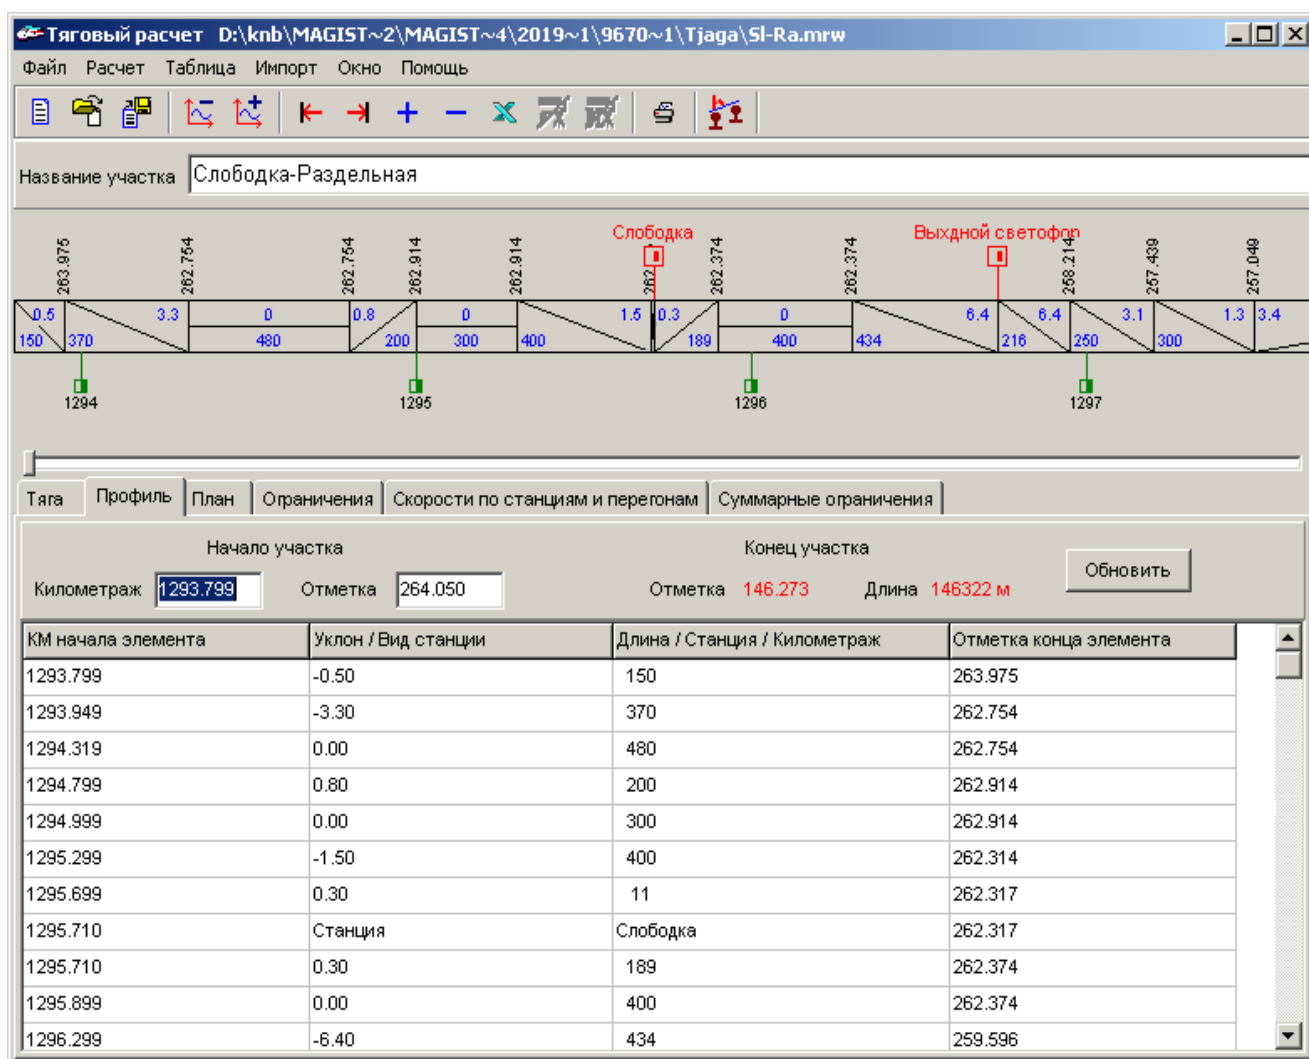 Тяговый расчет D:\knb\MAGIST~2\MAGIST~4\2019~1\9670~1\Tjaga\Sl-Ra.mrw
Файл Расчет Таблица Импорт Окно Помощь
Название участка Слободка-Раздельная
Слободка Выхдной светофор
263.975 262.754 262.754 262.914 262.914 262.374 262.374 258.214 257.439 257.049
0.5 3.3 0 0.8 0 1.5 0.3 0 6.4 6.4 3.1 1.3 3.4
150 370 480 200 300 400 189 400 434 216 250 300
1294 1295 1296 1297
Тяга Профиль План Ограничения Скорости по станциям и перегонам Суммарные ограничения
Начало участка Конец участка
Километраж 1293.799 Отметка 264.050 Отметка 146.273 Длина 146322 м Обновить
КМ начала элемента Уклон / Вид станции Длина / Станция / Километраж Отметка конца элемента
1293.799 -0.50 150 263.975
1293.949 -3.30 370 262.754
1294.319 0.00 480 262.754
1294.799 0.80 200 262.914
1294.999 0.00 300 262.914
1295.299 -1.50 400 262.314
1295.699 0.30 11 262.317
1295.710 Станция Слободка 262.317
1295.710 0.30 189 262.374
1295.899 0.00 400 262.374
1296.299 -6.40 434 259.596